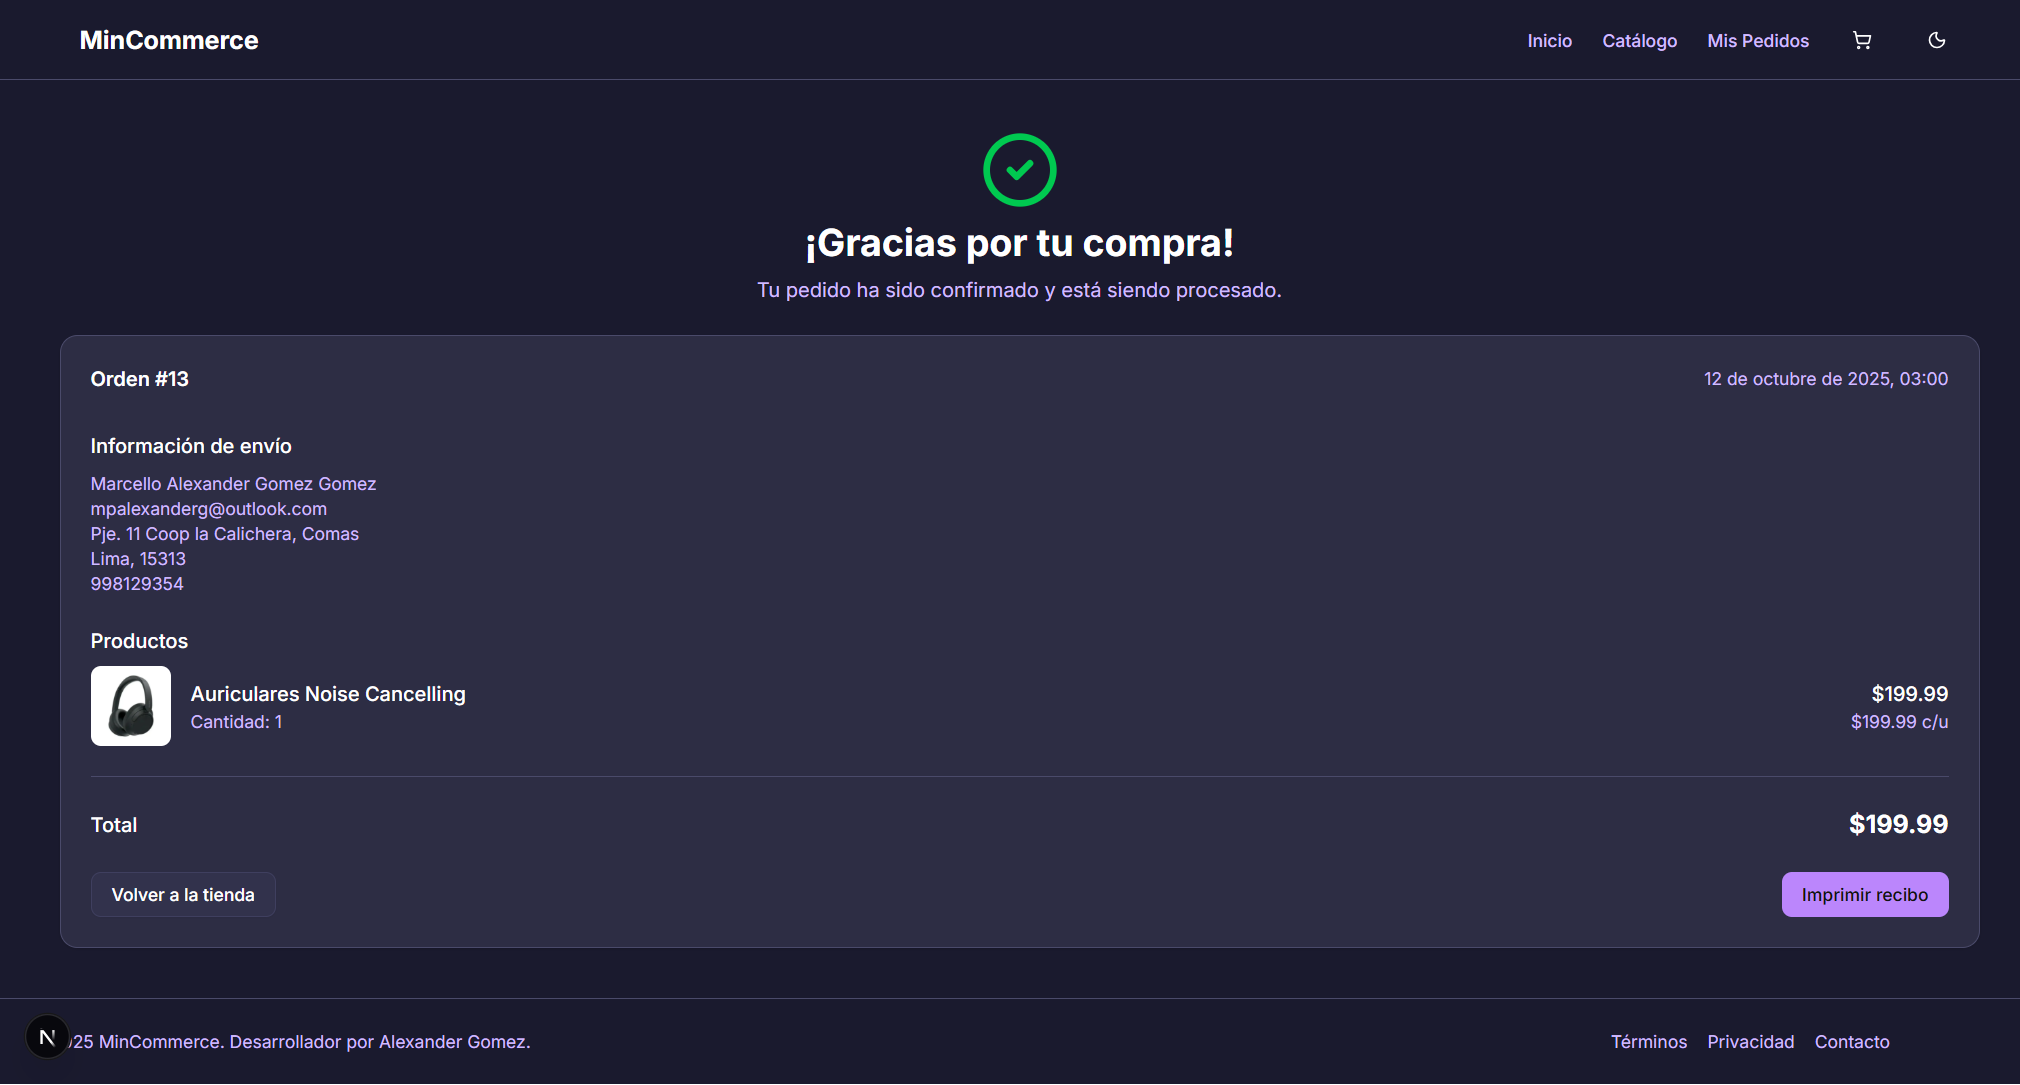 MinCommerce
Inicio Catálogo Mis Pedidos
¡Gracias por tu compra!
Tu pedido ha sido confirmado y está siendo procesado.
Orden #13
12 de octubre de 2025, 03:00
Información de envío
Marcello Alexander Gomez Gomez
mpalexanderg@outlook.com
Pje. 11 Coop la Calichera, Comas
Lima, 15313
998129354
Productos
Auriculares Noise Cancelling
$199.99
Cantidad: 1
$199.99 c/u
Total
$199.99
Volver a la tienda
Imprimir recibo
N
25 MinCommerce. Desarrollador por Alexander Gomez.
Términos Privacidad Contacto